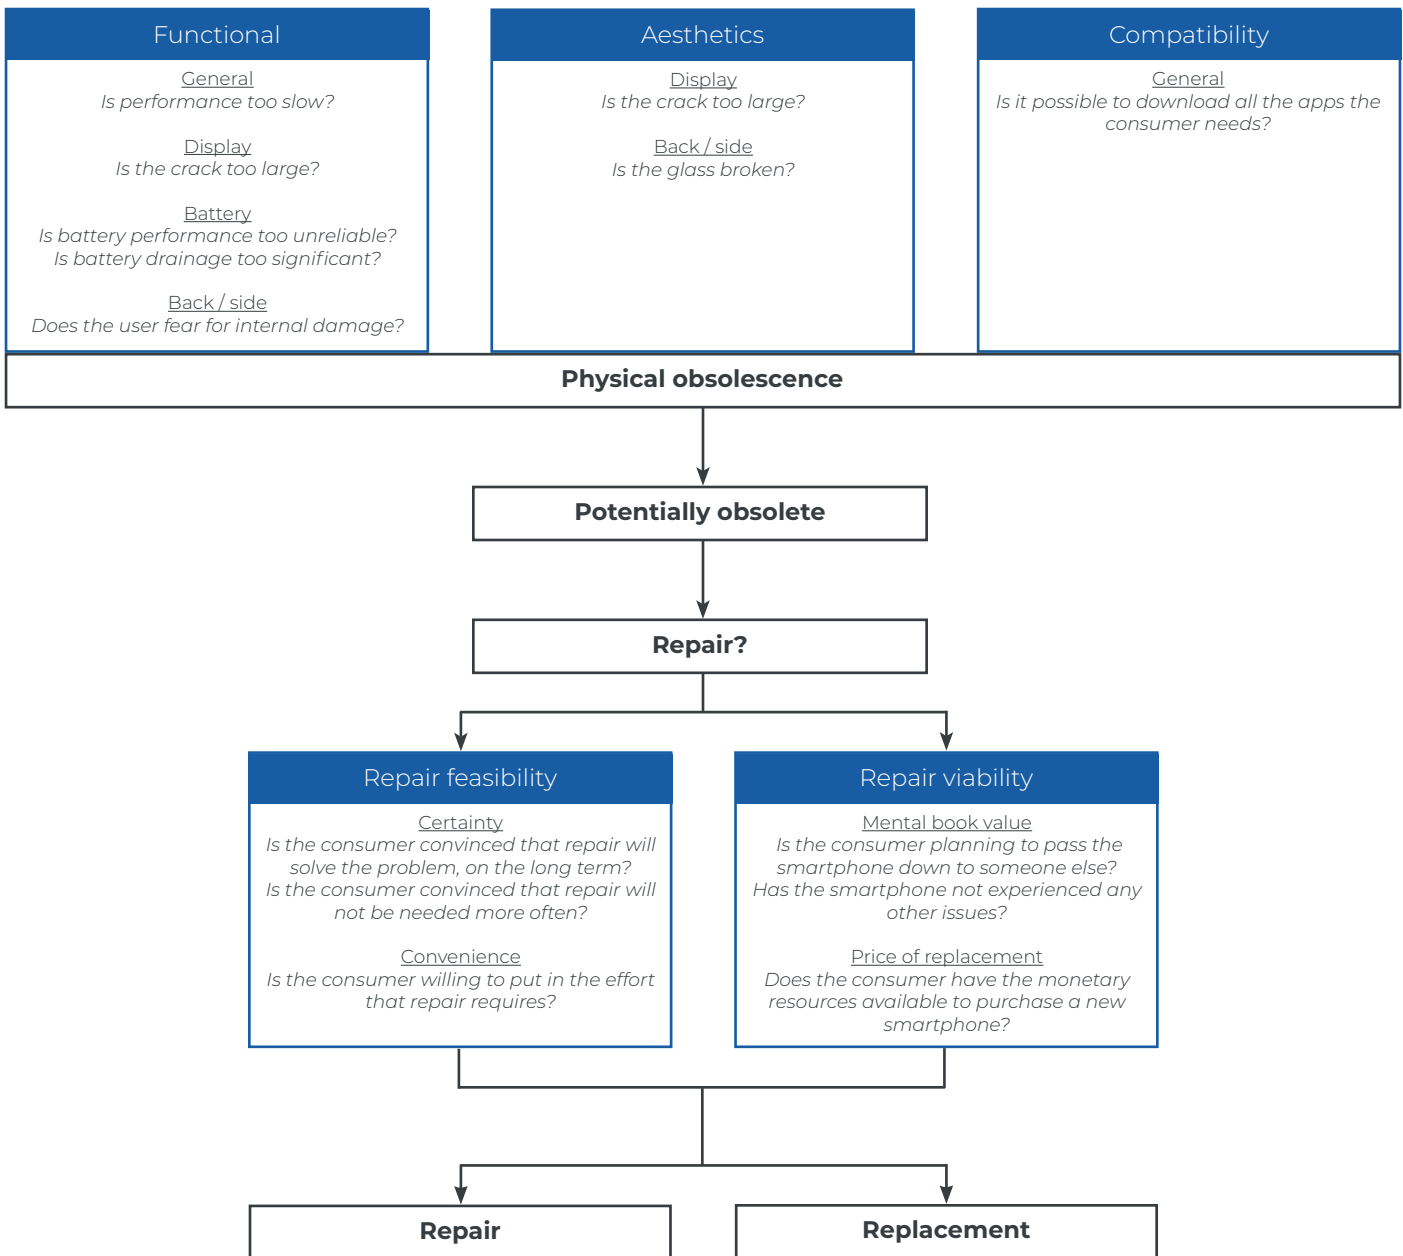 Functional
General
Is performance too slow?
Display
Is the crack too large?
Battery
Is battery performance too unreliable?
Is battery drainage too significant?
Back / side
Does the user fear for internal damage?
Aesthetics
Display
Is the crack too large?
Back / side
Is the glass broken?
Compatibility
General
Is it possible to download all the apps the
consumer needs?
Physical obsolescence
Potentially obsolete
Repair?
Repair feasibility
Certainty
Is the consumer convinced that repair will
solve the problem, on the long term?
Is the consumer convinced that repair will
not be needed more often?
Convenience
Is the consumer willing to put in the effort
that repair requires?
Repair viability
Mental book value
Is the consumer planning to pass the
smartphone down to someone else?
Has the smartphone not experienced any
other issues?
Price of replacement
Does the consumer have the monetary
resources available to purchase a new
smartphone?
Repair
Replacement